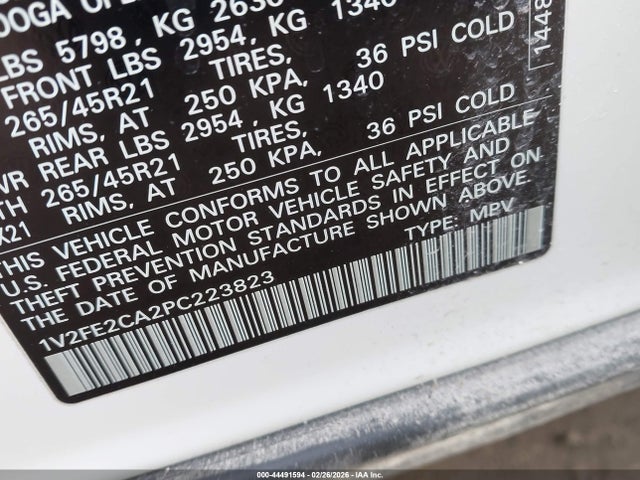 OOGA OPE
LBS 5798, KG 2630
FRONT LBS 2954, KG 1340
265/45R21 TIRES,
RIMS, AT 250 KPA, 36 PSI COLD
WR REAR LBS 2954, KG 1340
TH 265/45R21 TIRES,
X21 RIMS, AT 250 KPA, 36 PSI COLD
THIS VEHICLE CONFORMS TO ALL APPLICABLE
U.S. FEDERAL MOTOR VEHICLE SAFETY AND
THEFT PREVENTION STANDARDS IN EFFECT ON
THE DATE OF MANUFACTURE SHOWN ABOVE.
1V2FE2CA2PC223823 TYPE: MPV
1448
000-44491594 | 02/26/2026 - IAA Inc.